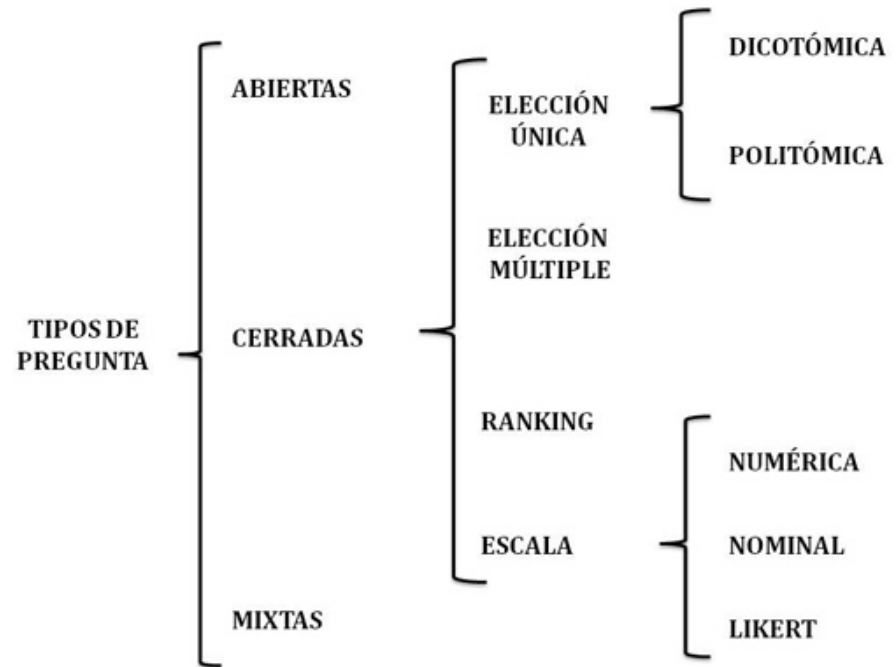 TIPOS DE
PREGUNTA
ABIERTAS
CERRADAS
MIXTAS
ELECCIÓN
ÚNICA
ELECCIÓN
MÚLTIPLE
RANKING
ESCALA
DICOTÓMICA
POLITÓMICA
NUMÉRICA
NOMINAL
LIKERT